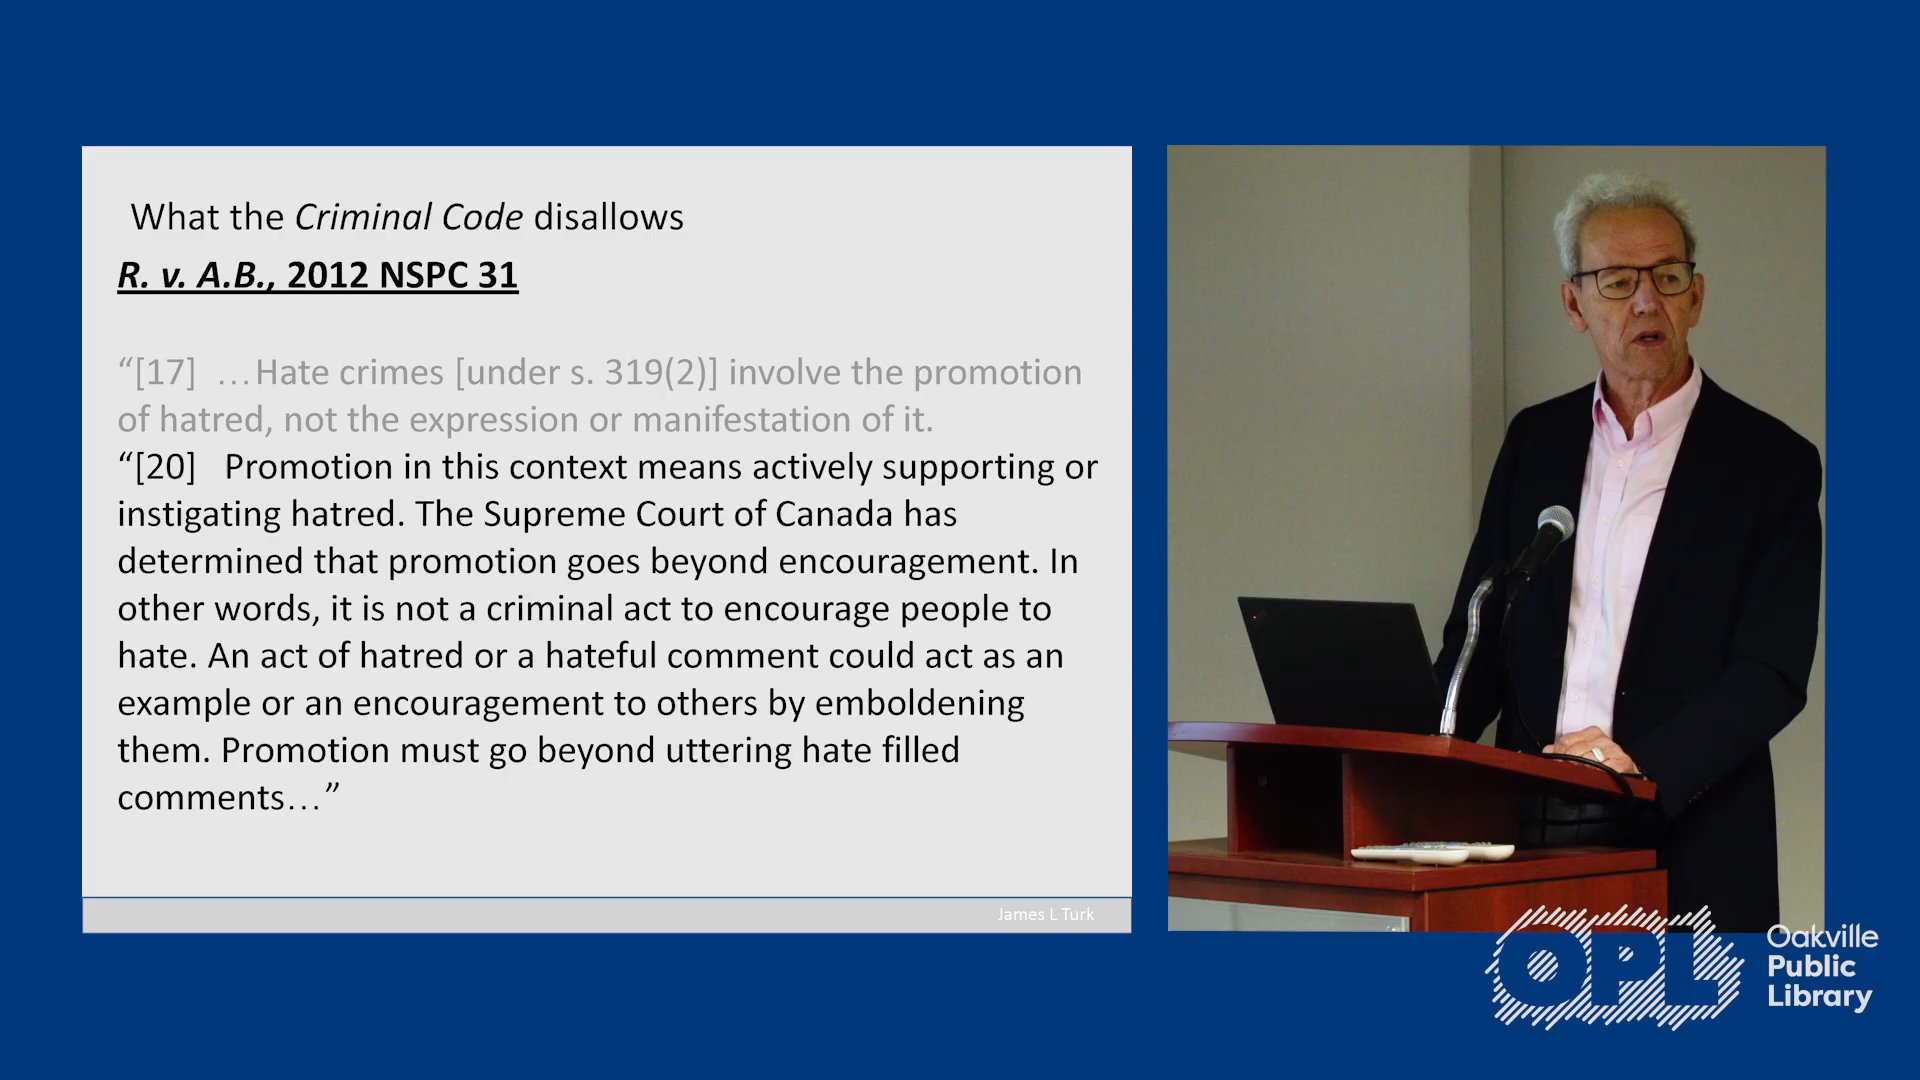 What the Criminal Code disallows
R. v. A.B., 2012 NSPC 31
“[17] …Hate crimes [under s. 319(2)] involve the promotion
of hatred, not the expression or manifestation of it.
“[20] Promotion in this context means actively supporting or
instigating hatred. The Supreme Court of Canada has
determined that promotion goes beyond encouragement. In
other words, it is not a criminal act to encourage people to
hate. An act of hatred or a hateful comment could act as an
example or an encouragement to others by emboldening
them. Promotion must go beyond uttering hate filled
comments…”
James L Turk
OPL
Oakville
Public
Library